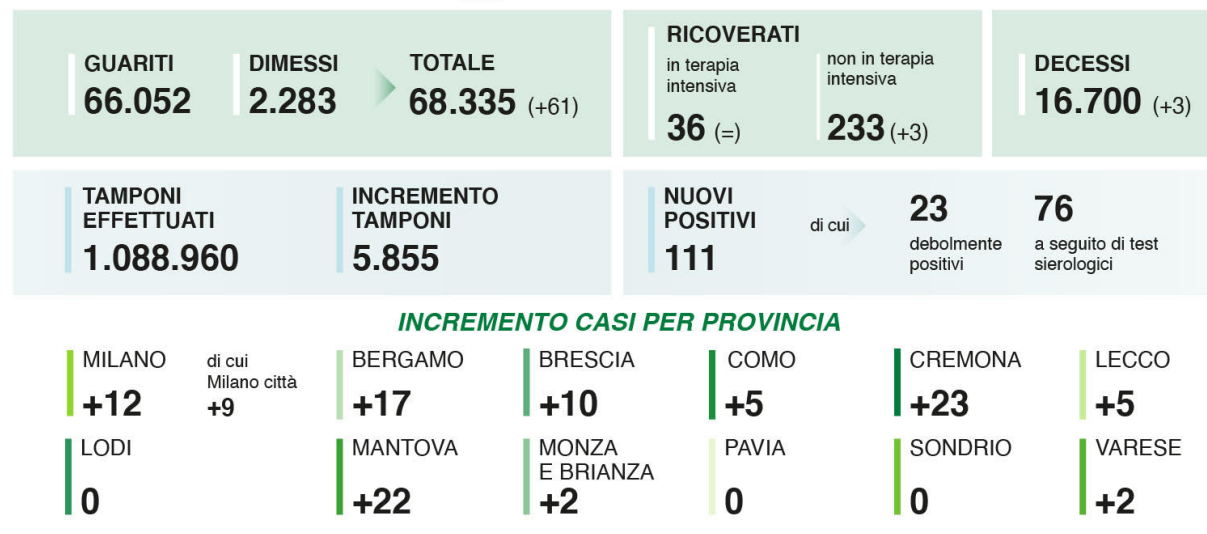 GUARITI
66.052
DIMESSI
2.283
TOTALE
68.335 (+61)
RICOVERATI
in terapia
intensiva
36 (=)
non in terapia
intensiva
233 (+3)
DECESSI
16.700 (+3)
TAMPONI
EFFETTUATI
1.088.960
INCREMENTO
TAMPONI
5.855
NUOVI
POSITIVI
111
di cui
23
debolmente
positivi
76
a seguito di test
sierologici
INCREMENTO CASI PER PROVINCIA
MILANO
+12
di cui
Milano città
+9
BERGAMO
+17
BRESCIA
+10
COMO
+5
CREMONA
+23
LECCO
+5
LODI
0
MANTOVA
+22
MONZA
E BRIANZA
+2
PAVIA
0
SONDRIO
0
VARESE
+2